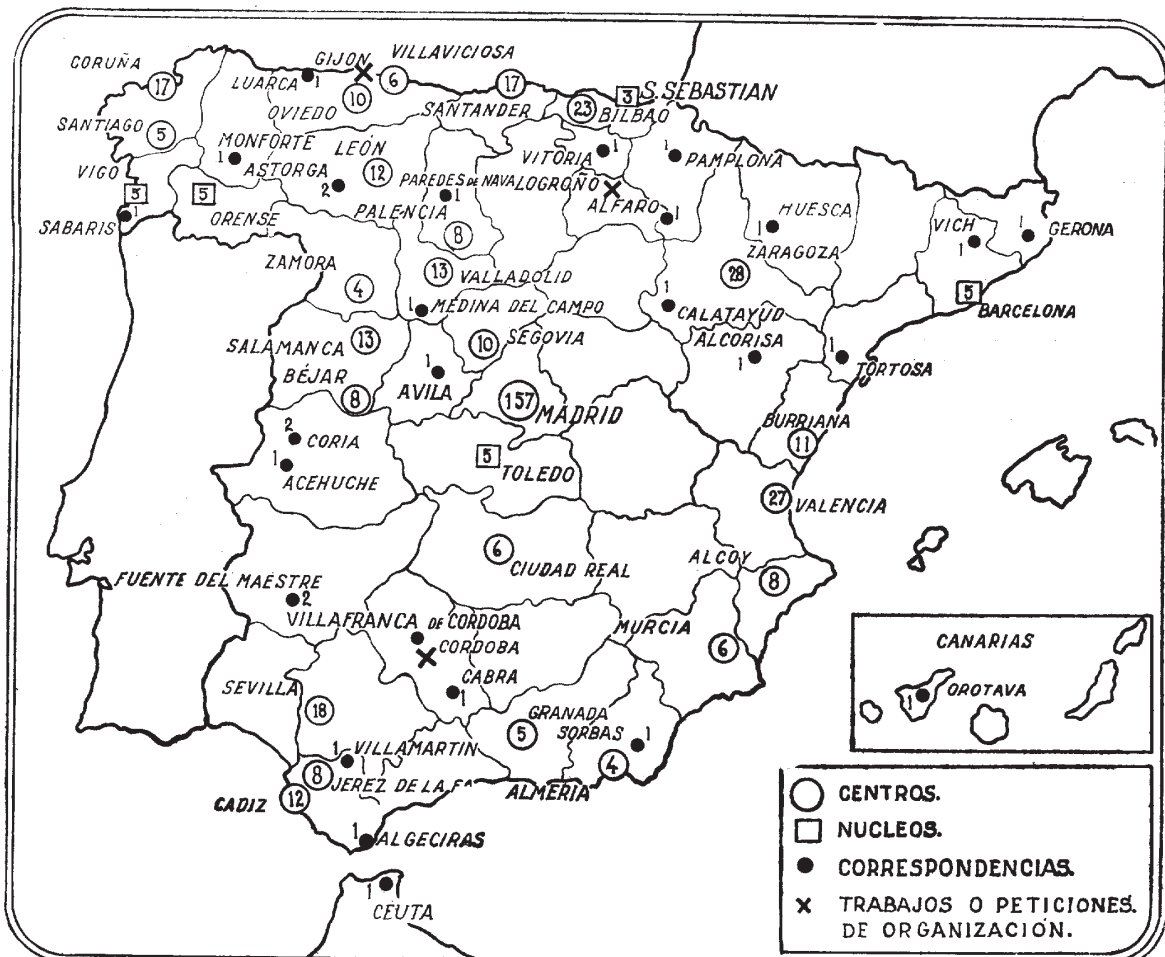 CORUÑA
17
LUARCA
1
GIJON
VILLAVICIOSA
6
OVIEDO
10
SANTANDER
17
23
BILBAO
3
S. SEBASTIAN
SANTIAGO
5
MONFORTE
1
ASTORGA
2
LEÓN
12
VITORIA
1
1
PAMPLONA
VIGO
3
5
ORENSE
SABARIS
1
PAREDES DE NAVA
1
LOGROÑO
ALFARO
1
PALENCIA
8
1
HUESCA
ZARAGOZA
28
VICH
1
1
GERONA
ZAMORA
4
13
VALLADOLID
1
MEDINA DEL CAMPO
1
CALATAYUD
5
BARCELONA
SALAMANCA
13
10
SEGOVIA
ALCORISA
1
1
TORTOSA
BÉJAR
8
1
AVILA
157
MADRID
BURRIANA
11
2
CORIA
1
ACEHUCHE
5
TOLEDO
27
VALENCIA
6
CIUDAD REAL
ALCOY
8
FUENTE DEL MAESTRE
2
VILLAFRANCA DE CÓRDOBA
CORDOBA
MURCIA
6
CABRA
1
SEVILLA
18
GRANADA
5
SORBAS
1
1
VILLAMARTIN
8
JEREZ DE LA Fª
4
ALMERIA
CADIZ
12
1
ALGECIRAS
1
CEUTA
CANARIAS
1
OROTAVA
CENTROS.
NUCLEOS.
CORRESPONDENCIAS.
TRABAJOS O PETICIONES.
DE ORGANIZACIÓN.